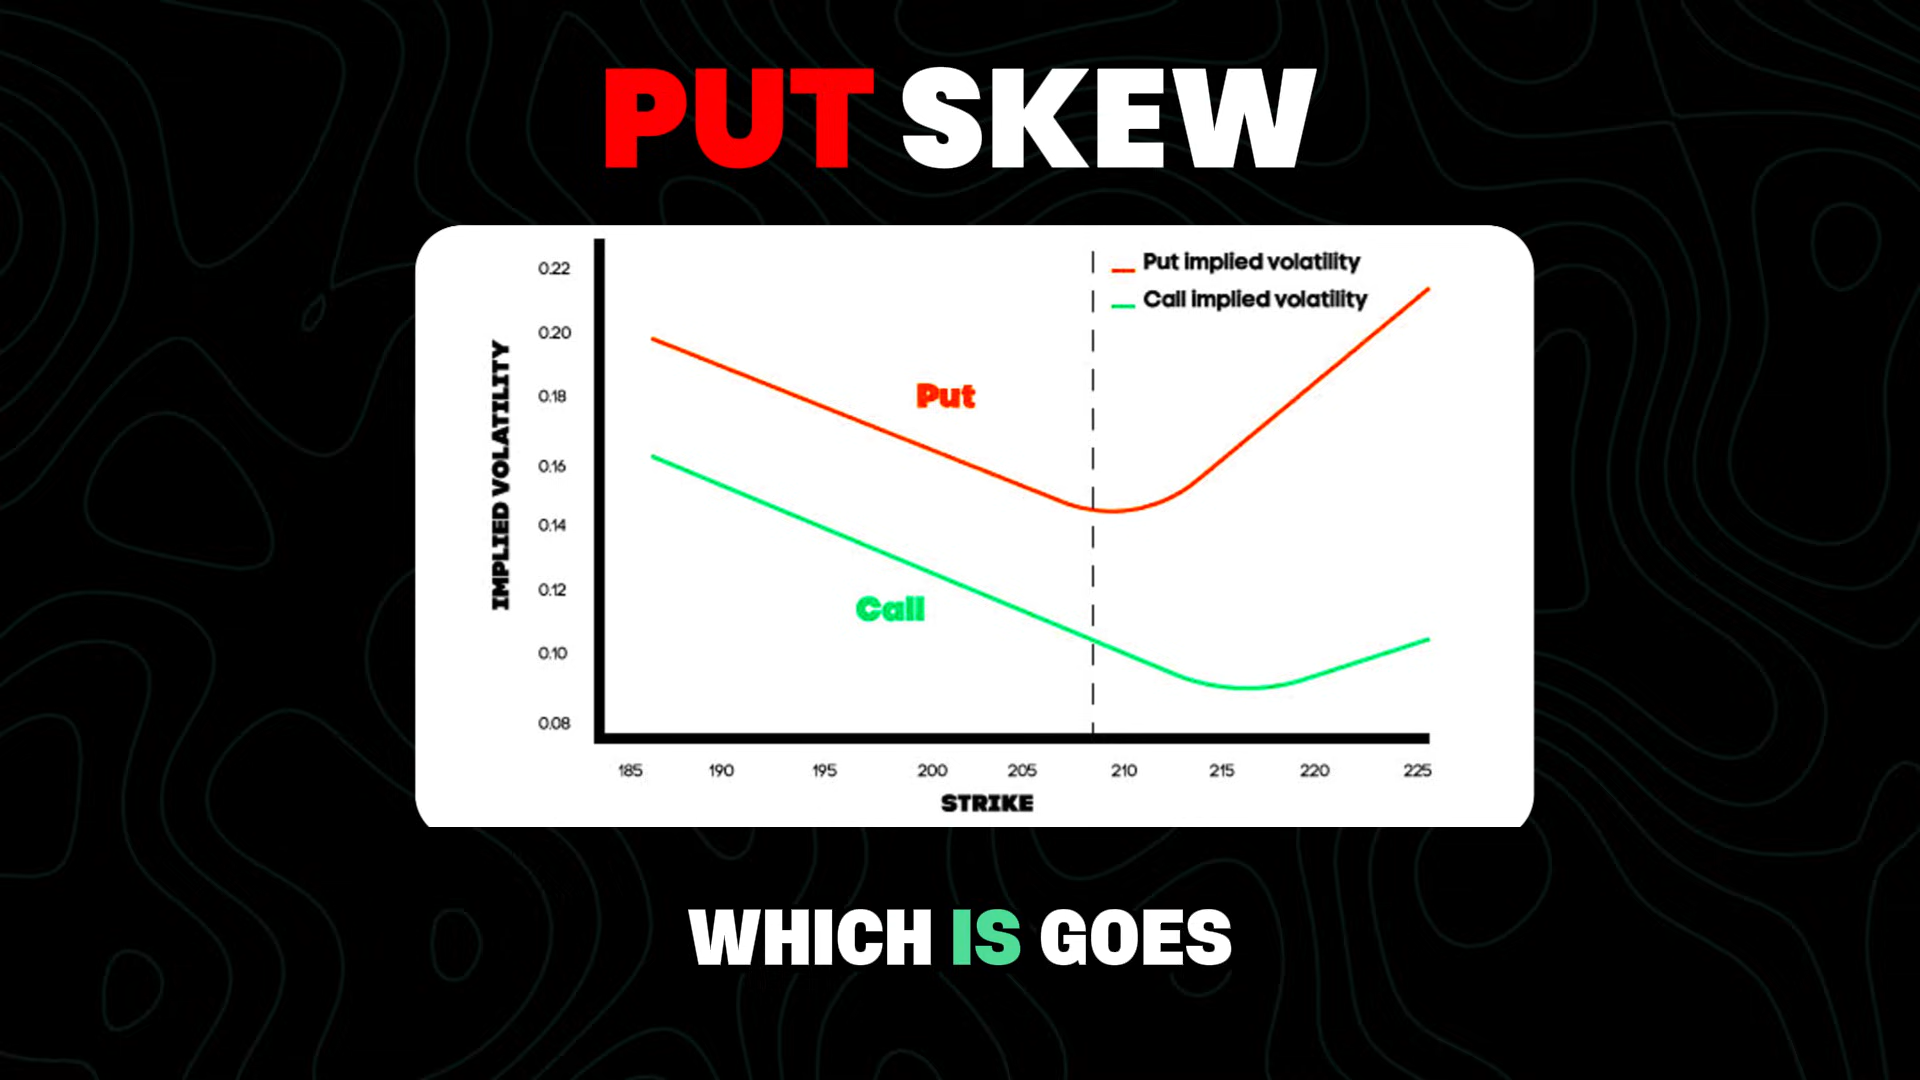 PUT SKEW
Put implied volatility
Call implied volatility
0.22
0.20
0.18
0.16
0.14
0.12
0.10
0.08
IMPLIED VOLATILITY
Put
Call
185 190 195 200 205 210 215 220 225
STRIKE
WHICH IS GOES